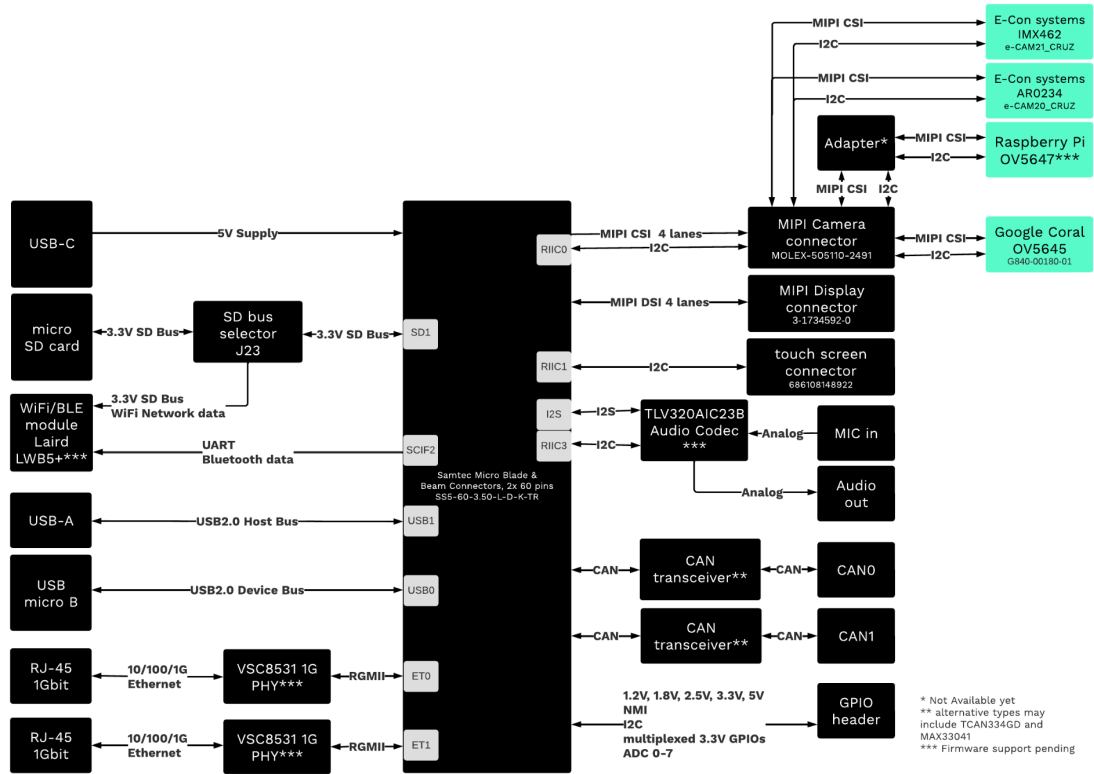 MIPI CSI
I2C
E-Con systems
IMX462
e-CAM21_CRUZ
MIPI CSI
I2C
E-Con systems
AR0234
e-CAM20_CRUZ
Adapter*
MIPI CSI
I2C
Raspberry Pi
OV5647***
MIPI CSI
I2C
USB-C
5V Supply
RIIC0
MIPI CSI 4 lanes
I2C
MIPI Camera
connector
MOLEX-505110-2491
MIPI CSI
I2C
Google Coral
OV5645
G840-00180-01
micro
SD card
3.3V SD Bus
SD bus
selector
J23
3.3V SD Bus
SD1
MIPI DSI 4 lanes
MIPI Display
connector
3-1734592-0
RIIC1
I2C
touch screen
connector
686108148922
WiFi/BLE
module
Laird
LWB5+***
3.3V SD Bus
WiFi Network data
UART
Bluetooth data
SCIF2
I2S
I2S
RIIC3
I2C
TLV320AIC23B
Audio Codec
***
Analog
MIC in
Analog
Audio
out
Samtec Micro Blade &
Beam Connectors, 2x 60 pins
SS5-60-3.50-L-D-K-TR
USB-A
USB2.0 Host Bus
USB1
USB
micro B
USB2.0 Device Bus
USB0
CAN
CAN
transceiver**
CAN
CAN0
CAN
CAN
transceiver**
CAN
CAN1
RJ-45
1Gbit
10/100/1G
Ethernet
VSC8531 1G
PHY***
RGMII
ET0
RJ-45
1Gbit
10/100/1G
Ethernet
VSC8531 1G
PHY***
RGMII
ET1
1.2V, 1.8V, 2.5V, 3.3V, 5V
NMI
I2C
multiplexed 3.3V GPIOs
ADC 0-7
GPIO
header
* Not Available yet
** alternative types may
include TCAN334GD and
MAX33041
*** Firmware support pending